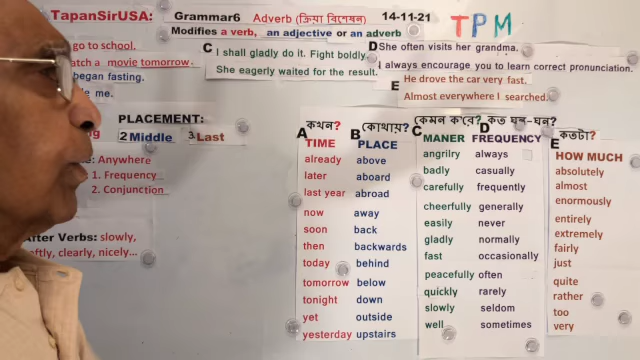 TapanSirUSA: Grammar6 Adverb (ক্রিয়া বিশেষন) 14-11-21
TPM
Modifies a verb, an adjective or an adverb
go to school.
atch a movie tomorrow.
began fasting.
me.
C I shall gladly do it. Fight boldly.
She eagerly waited for the result.
D She often visits her grandma.
I always encourage you to learn correct pronunciation.
E He drove the car very fast.
Almost everywhere I searched.
PLACEMENT:
2 Middle 3 Last
: Anywhere
: 1. Frequency
2. Conjunction
After Verbs: slowly,
oftly, clearly, nicely...
A কখন?
TIME
already
later
last year
now
soon
then
today
tomorrow
tonight
yet
yesterday
B কোথায়?
PLACE
above
aboard
abroad
away
back
backwards
behind
below
down
outside
upstairs
C কেমন ক'রে?
MANER
angrilry
badly
carefully
cheerfully
easily
gladly
fast
peacefully
quickly
slowly
well
D কত ঘন-ঘন?
FREQUENCY
always
casually
frequently
generally
never
normally
occasionally
often
rarely
seldom
sometimes
E কতটা?
HOW MUCH
absolutely
almost
enormously
entirely
extremely
fairly
just
quite
rather
too
very